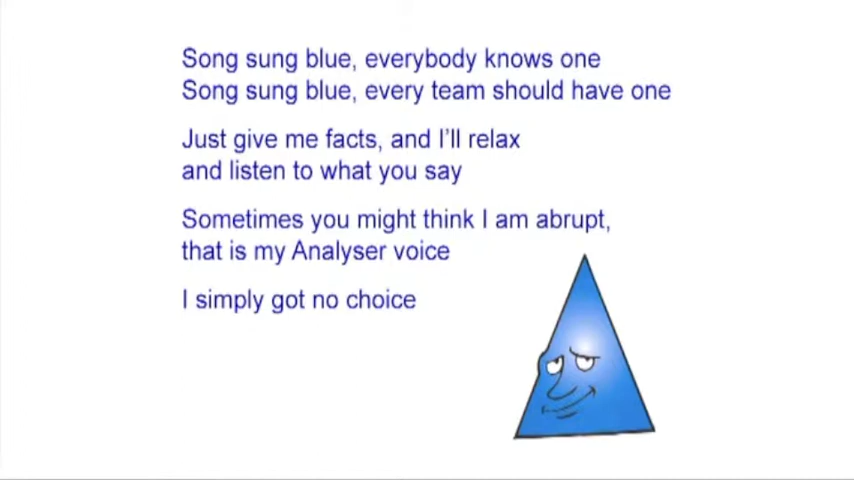 Song sung blue, everybody knows one
Song sung blue, every team should have one
Just give me facts, and I'll relax
and listen to what you say
Sometimes you might think I am abrupt,
that is my Analyser voice
I simply got no choice